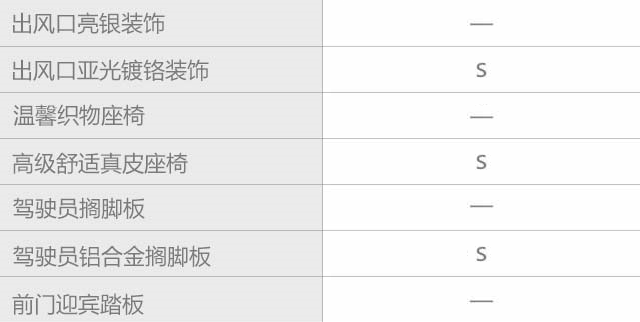 出风口亮银装饰 —
出风口亚光镀铬装饰 S
温馨织物座椅 —
高级舒适真皮座椅 S
驾驶员搁脚板 —
驾驶员铝合金搁脚板 S
前门迎宾踏板 —